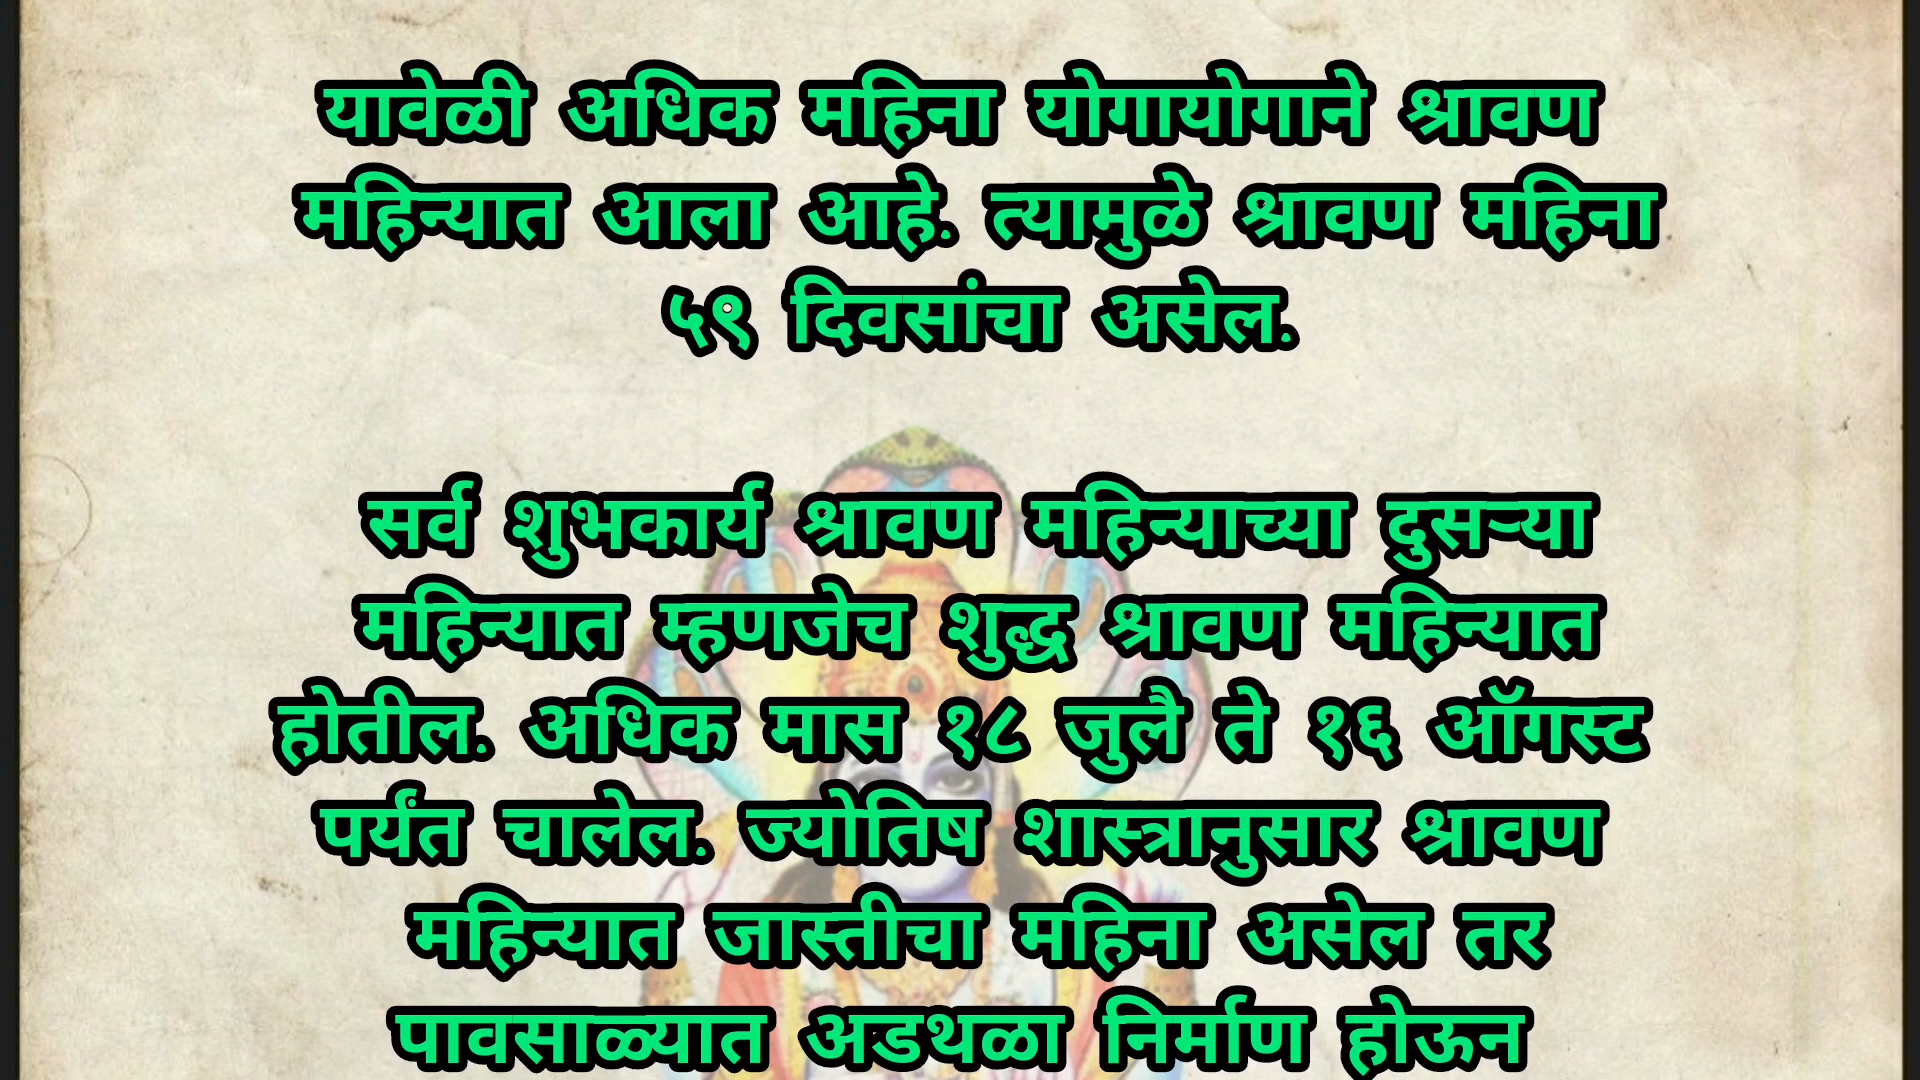 यावेळी अधिक महिना योगायोगाने श्रावण
महिन्यात आला आहे. त्यामुळे श्रावण महिना
५९ दिवसांचा असेल.
सर्व शुभकार्य श्रावण महिन्याच्या दुसऱ्या
महिन्यात म्हणजेच शुद्ध श्रावण महिन्यात
होतील. अधिक मास १८ जुलै ते १६ ऑगस्ट
पर्यंत चालेल. ज्योतिष शास्त्रानुसार श्रावण
महिन्यात जास्तीचा महिना असेल तर
पावसाळ्यात अडथळा निर्माण होऊन